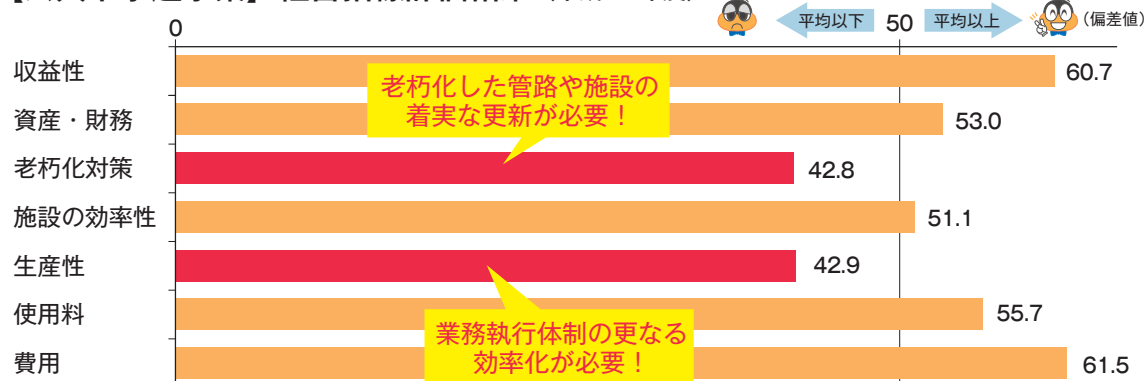 0
平均以下
50
平均以上
(偏差値)
収益性
60.7
老朽化した管路や施設の
着実な更新が必要！
資産・財務
53.0
老朽化対策
42.8
施設の効率性
51.1
生産性
42.9
使用料
55.7
業務執行体制の更なる
効率化が必要！
費用
61.5